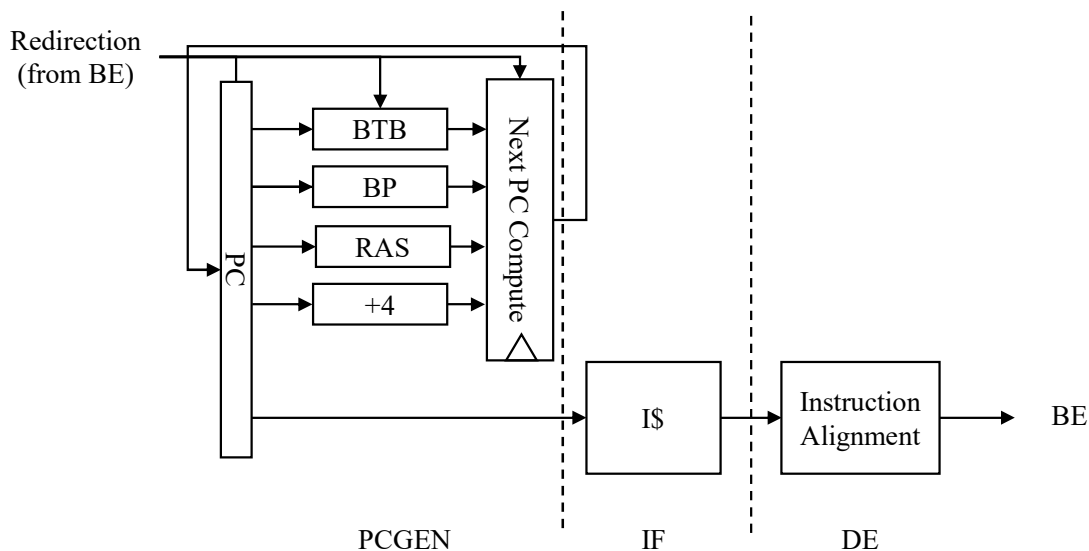 Redirection
(from BE)
BTB
BP
RAS
+4
PC
Next PC Compute
I$
Instruction
Alignment
BE
PCGEN
IF
DE